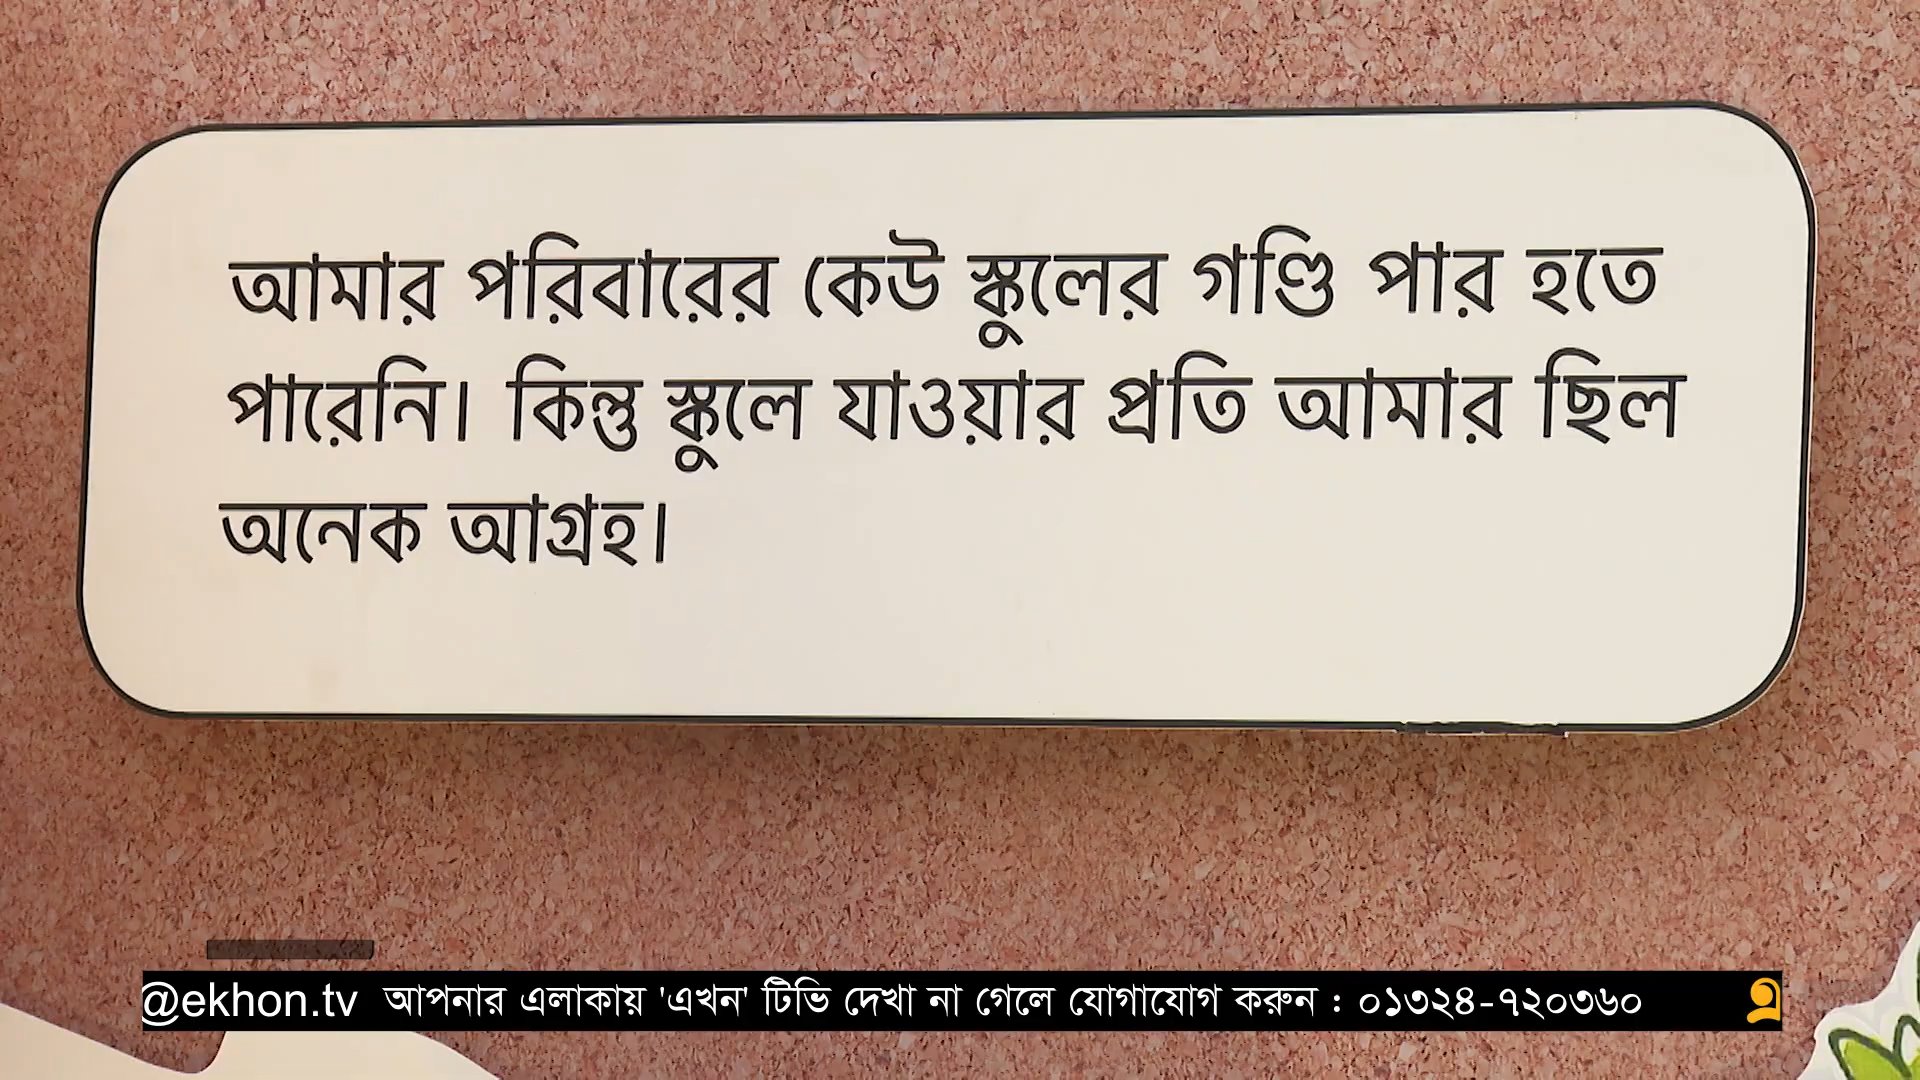 আমার পরিবারের কেউ স্কুলের গণ্ডি পার হতে
পারেনি। কিন্তু স্কুলে যাওয়ার প্রতি আমার ছিল
অনেক আগ্রহ।
@ekhon.tv আপনার এলাকায় 'এখন' টিভি দেখা না গেলে যোগাযোগ করুন : ০১৩২৪-৭২০৩৬০